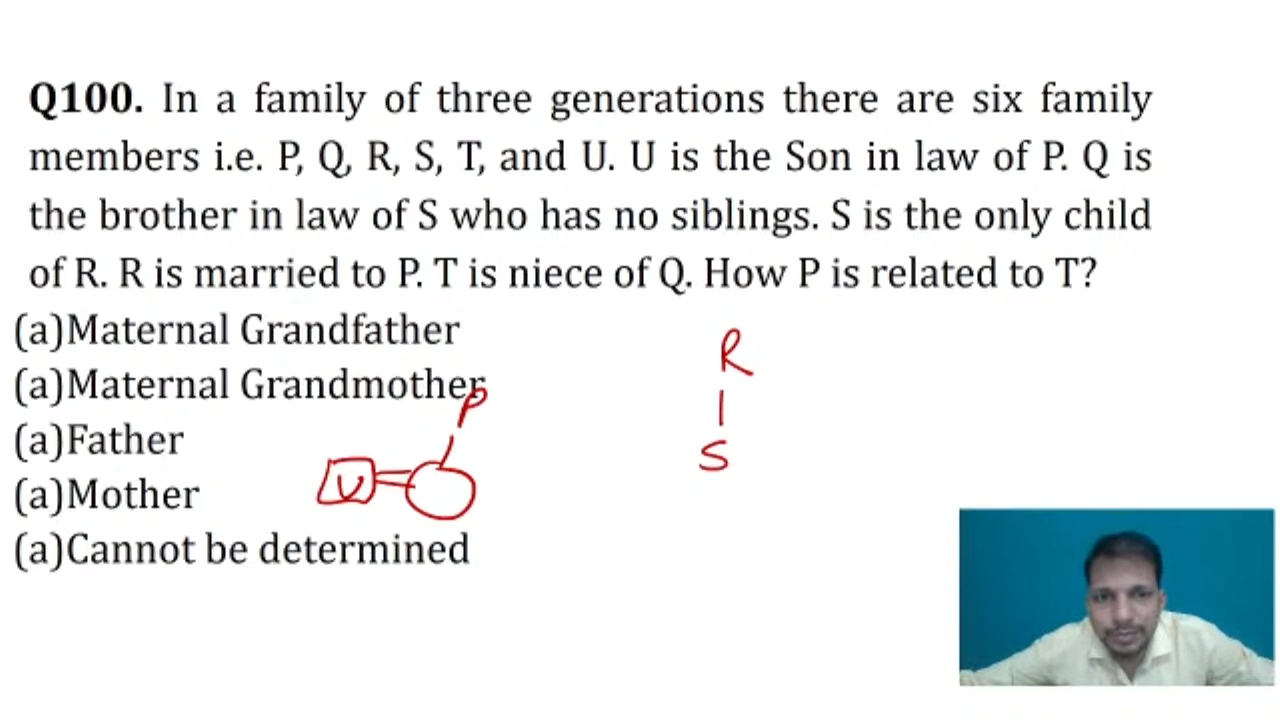 Q100. In a family of three generations there are six family
members i.e. P, Q, R, S, T, and U. U is the Son in law of P. Q is
the brother in law of S who has no siblings. S is the only child
of R. R is married to P. T is niece of Q. How P is related to T?
(a)Maternal Grandfather
(a)Maternal Grandmother
(a)Father
(a)Mother
(a)Cannot be determined
P
U
R
S